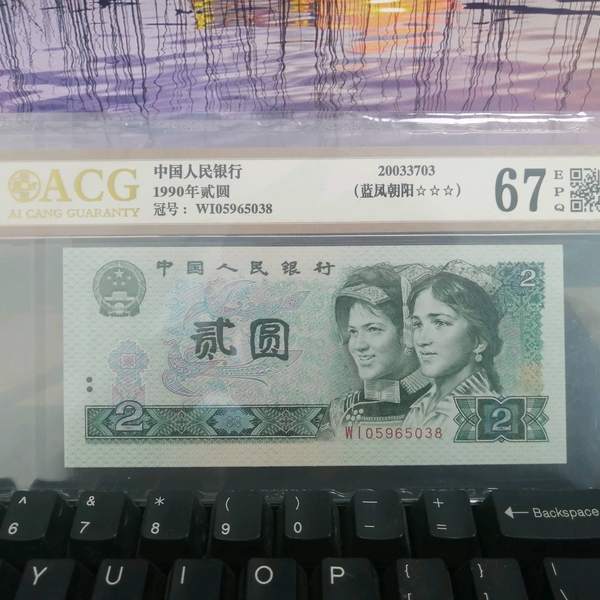 ACG
AI CANG GUARANTY
中国人民银行
1990年贰圆
冠号：WI05965038
20033703
（蓝凤朝阳☆☆☆）
67
E
P
Q
中国人民银行
2
贰圆
2
WI05965038
2
^ & * ( ) — +
6 7 8 9 0 - =
← Backspace
Y U I O P { }
[ ]